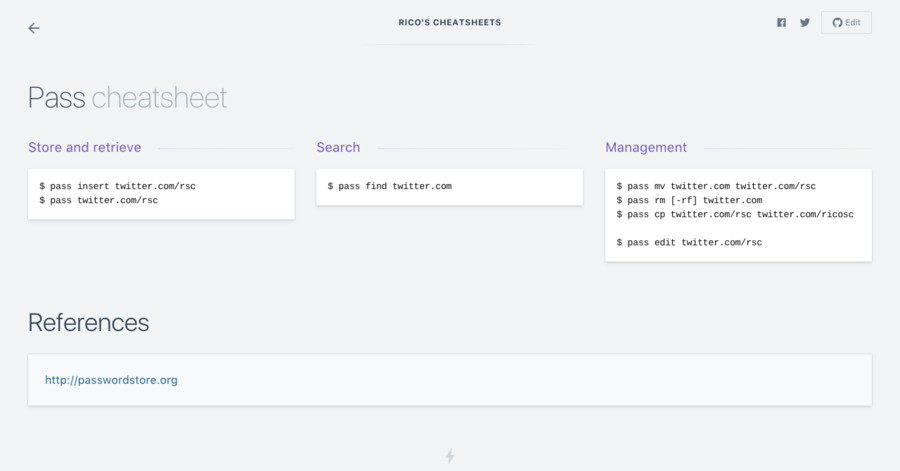 RICO'S CHEATSHEETS
Edit
Pass cheatsheet
Store and retrieve
$ pass insert twitter.com/rsc
$ pass twitter.com/rsc
Search
$ pass find twitter.com
Management
$ pass mv twitter.com twitter.com/rsc
$ pass rm [-rf] twitter.com
$ pass cp twitter.com/rsc twitter.com/ricosc
$ pass edit twitter.com/rsc
References
http://passwordstore.org